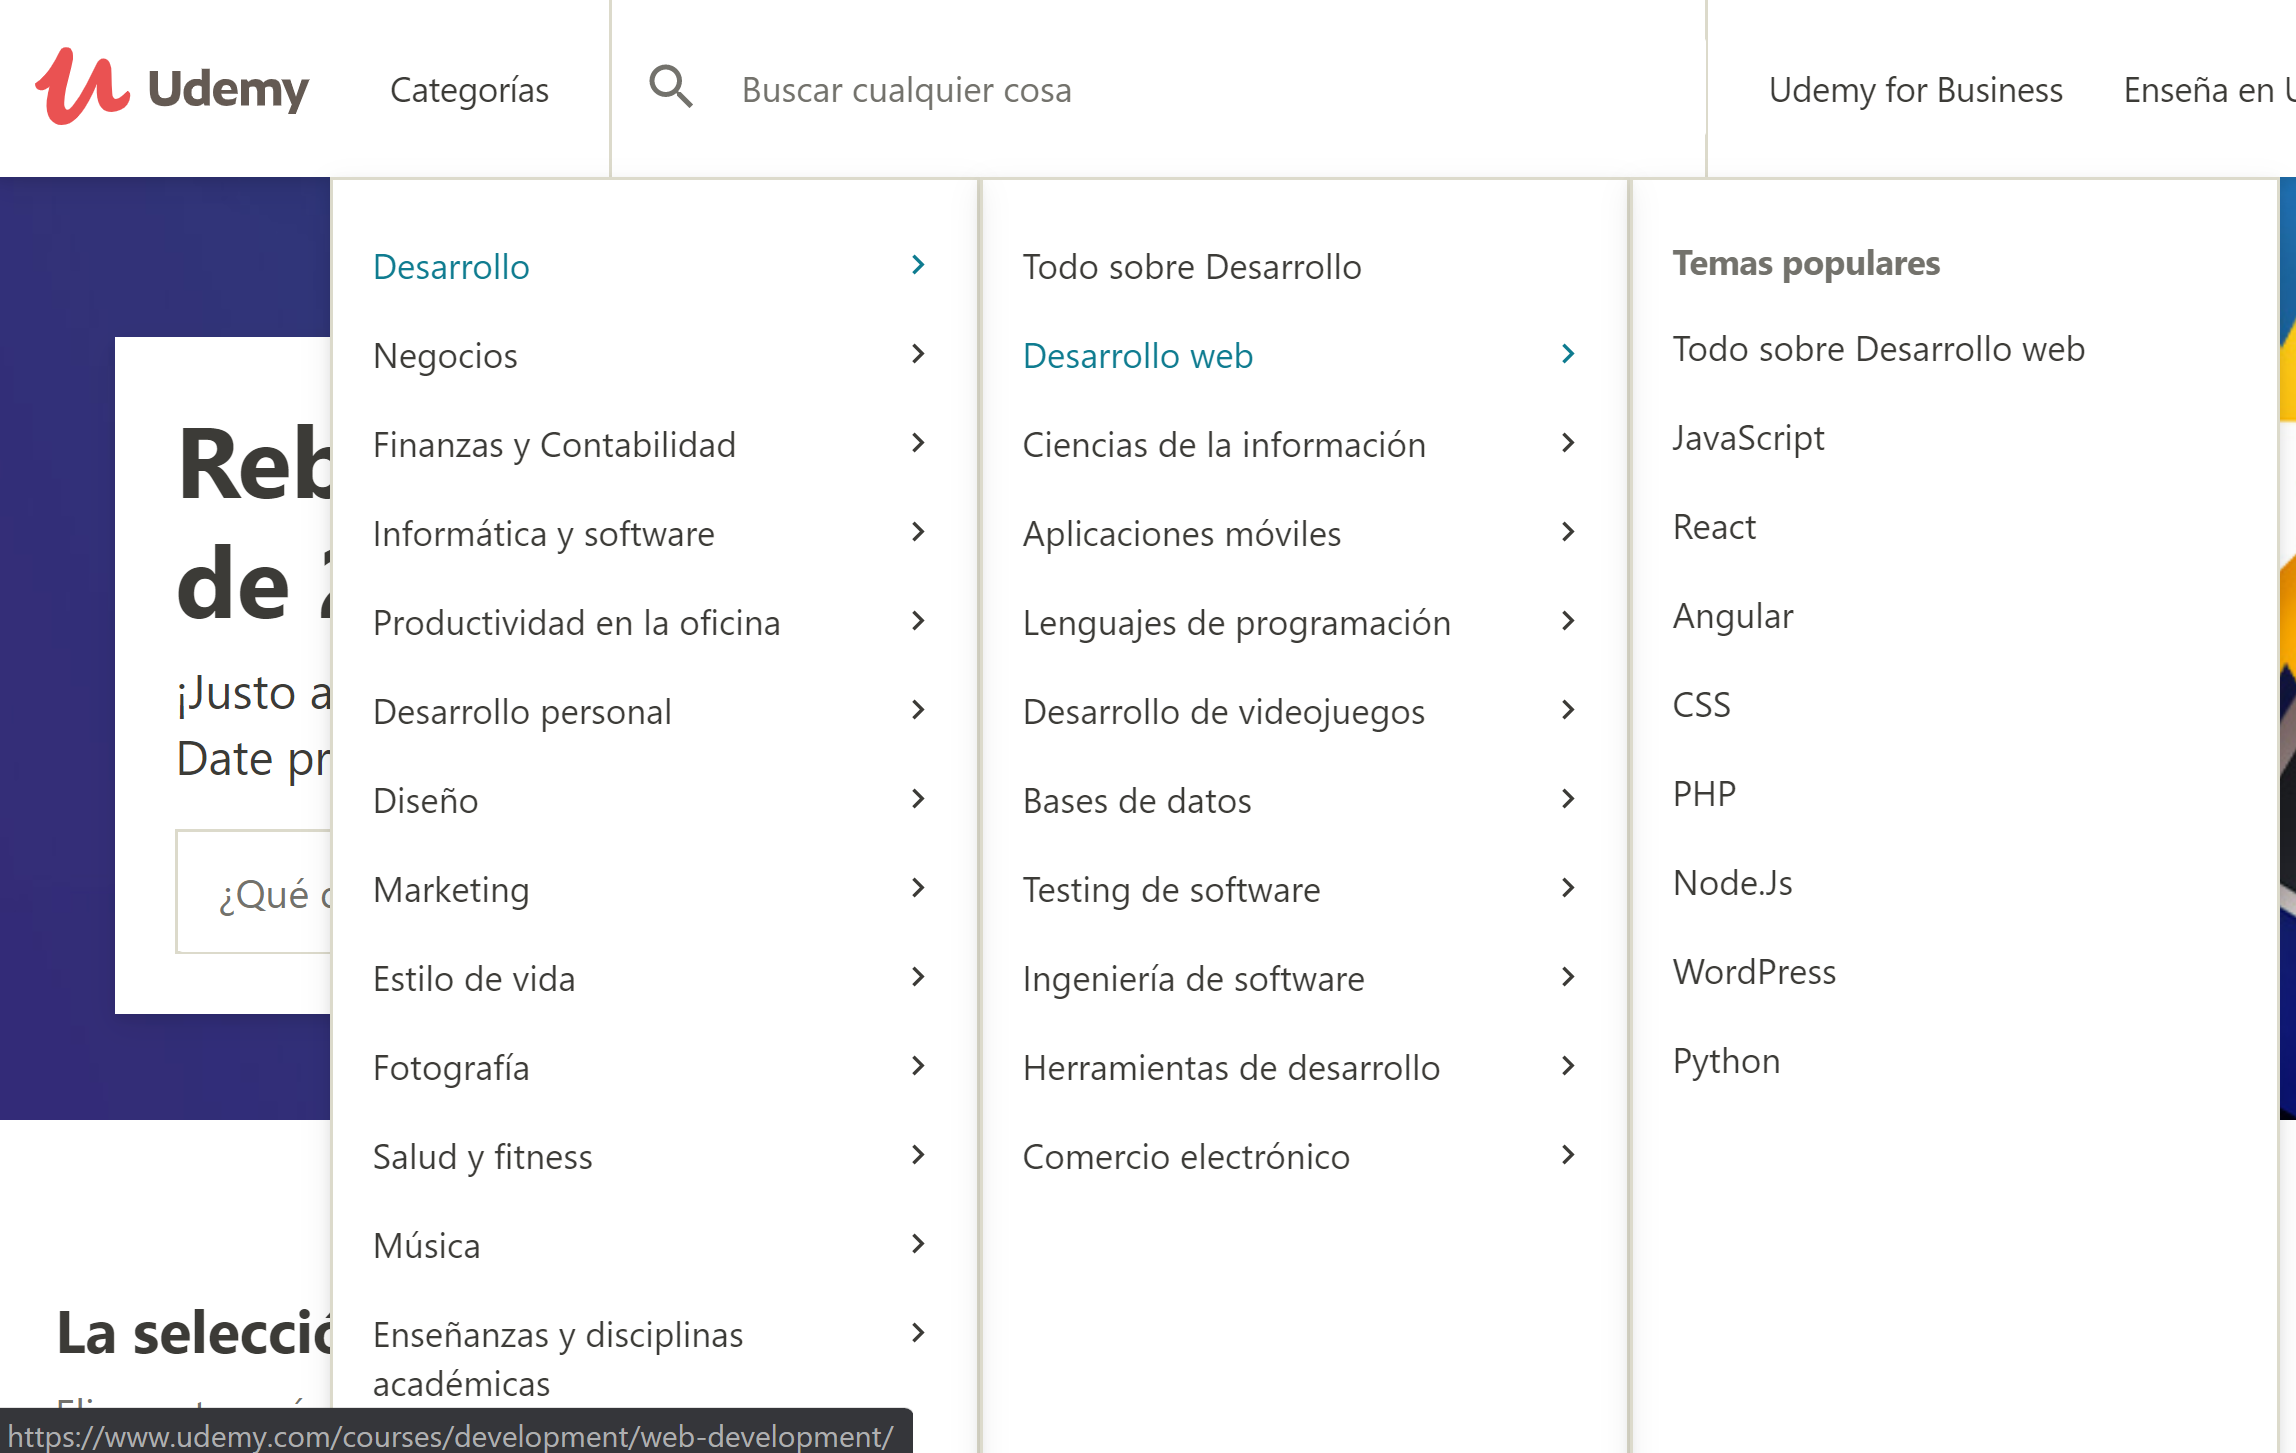 Udemy
Categorías
Buscar cualquier cosa
Udemy for Business
Enseña en
Desarrollo
Negocios
Finanzas y Contabilidad
Informática y software
Productividad en la oficina
Desarrollo personal
Diseño
Marketing
Estilo de vida
Fotografía
Salud y fitness
Música
Enseñanzas y disciplinas
académicas
Todo sobre Desarrollo
Desarrollo web
Ciencias de la información
Aplicaciones móviles
Lenguajes de programación
Desarrollo de videojuegos
Bases de datos
Testing de software
Ingeniería de software
Herramientas de desarrollo
Comercio electrónico
Temas populares
Todo sobre Desarrollo web
JavaScript
React
Angular
CSS
PHP
Node.Js
WordPress
Python
Reb
de
¡Justo a
Date pr
¿Qué
La selecció
https://www.udemy.com/courses/development/web-development/